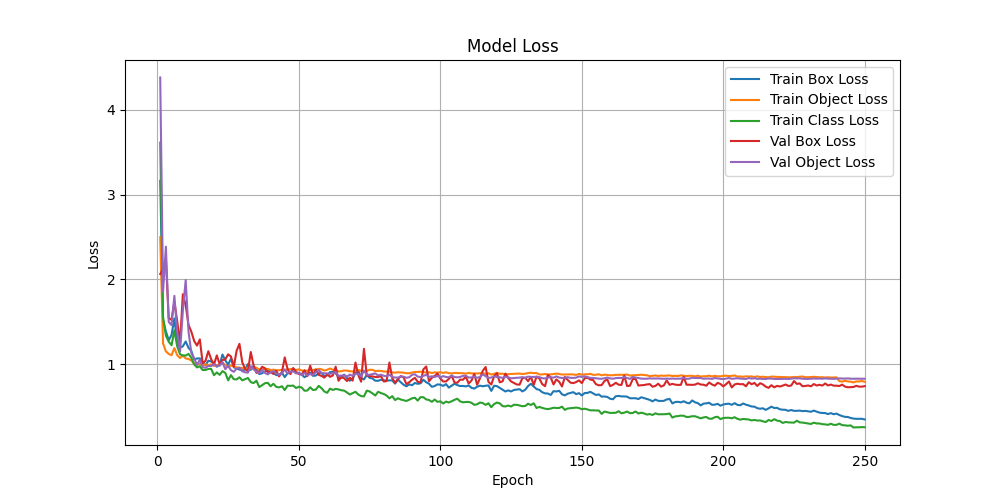 Model Loss
Train Box Loss
Train Object Loss
Train Class Loss
Val Box Loss
Val Object Loss
4
3
2
1
Loss
0
50
100
150
200
250
Epoch